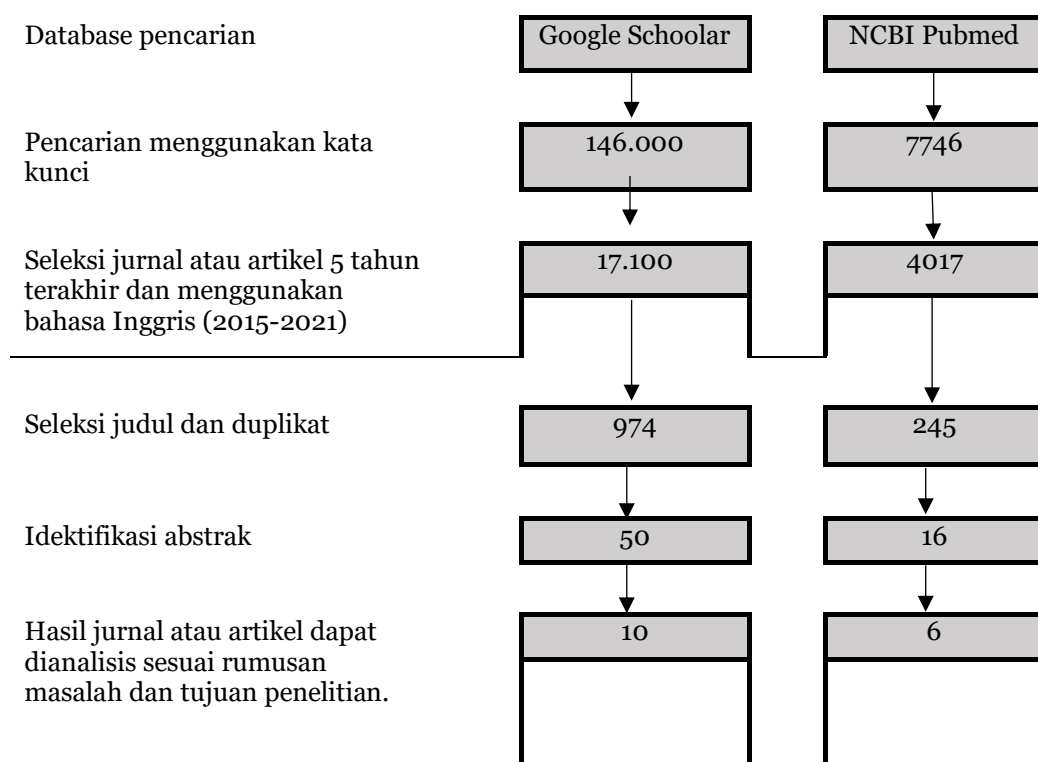 Database pencarian
Google Schoolar
NCBI Pubmed
Pencarian menggunakan kata
kunci
146.000
7746
Seleksi jurnal atau artikel 5 tahun
terakhir dan menggunakan
bahasa Inggris (2015-2021)
17.100
4017
Seleksi judul dan duplikat
974
245
Idektifikasi abstrak
50
16
Hasil jurnal atau artikel dapat
dianalisis sesuai rumusan
masalah dan tujuan penelitian.
10
6